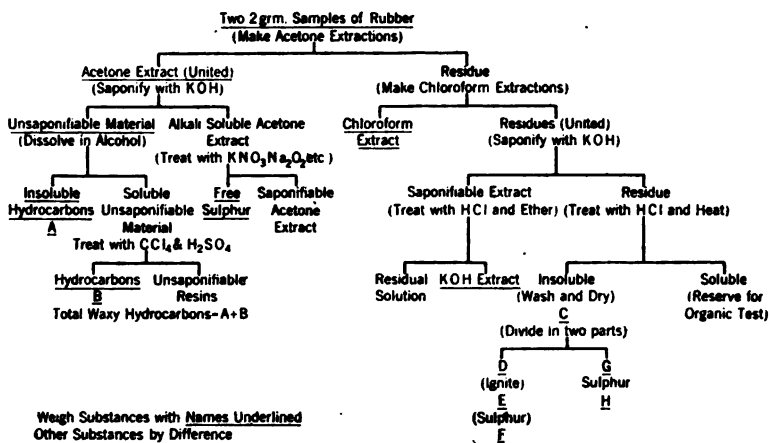 Two 2 grm. Samples of Rubber
(Make Acetone Extractions)
Acetone Extract (United)
(Saponify with KOH)
Residue
(Make Chloroform Extractions)
Unsaponifiable Material
(Dissolve in Alcohol)
Alkali Soluble Acetone
Extract
(Treat with KNO3Na2O2etc)
Chloroform
Extract
Residues (United)
(Saponify with KOH)
Insoluble
Hydrocarbons
A
Soluble
Unsaponifiable
Material
Treat with CCl4 & H2SO4
Free
Sulphur
Saponifiable
Acetone
Extract
Saponifiable Extract
(Treat with HCl and Ether)
Residue
(Treat with HCl and Heat)
Hydrocarbons
B
Unsaponifiable
Resins
Total Waxy Hydrocarbons=A+B
Residual
Solution
KOH Extract
Insoluble
(Wash and Dry)
C
(Divide in two parts)
Soluble
(Reserve for
Organic Test)
D
(Ignite)
E
(Sulphur)
F
G
Sulphur
H
Weigh Substances with Names Underlined
Other Substances by Difference